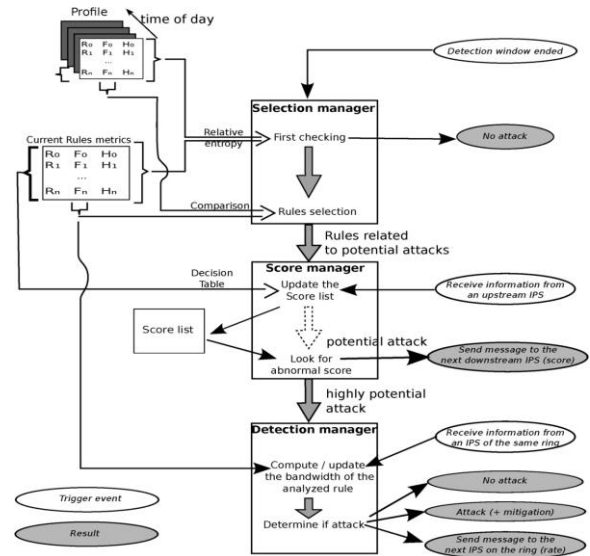 Profile
time of day
R₀ F₀ H₀
R₁ F₁ H₁
...
Rₙ Fₙ Hₙ
Detection window ended
Selection manager
Current Rules metrics
Relative
entropy
First checking
No attack
R₀ F₀ H₀
R₁ F₁ H₁
...
Rₙ Fₙ Hₙ
Comparison
Rules selection
Rules related
to potential attacks
Score manager
Decision
Table
Update the
Score list
Receive information from
an upstream IPS
Score list
potential attack
Look for
abnormal score
Send message to the
next downstream IPS (score)
highly potential
attack
Detection manager
Receive information from
an IPS of the same ring
Compute / update
the bandwidth of the
analyzed rule
No attack
Trigger event
Attack (+ mitigation)
Determine if attack
Result
Send message to the
next IPS on the ring (rate)